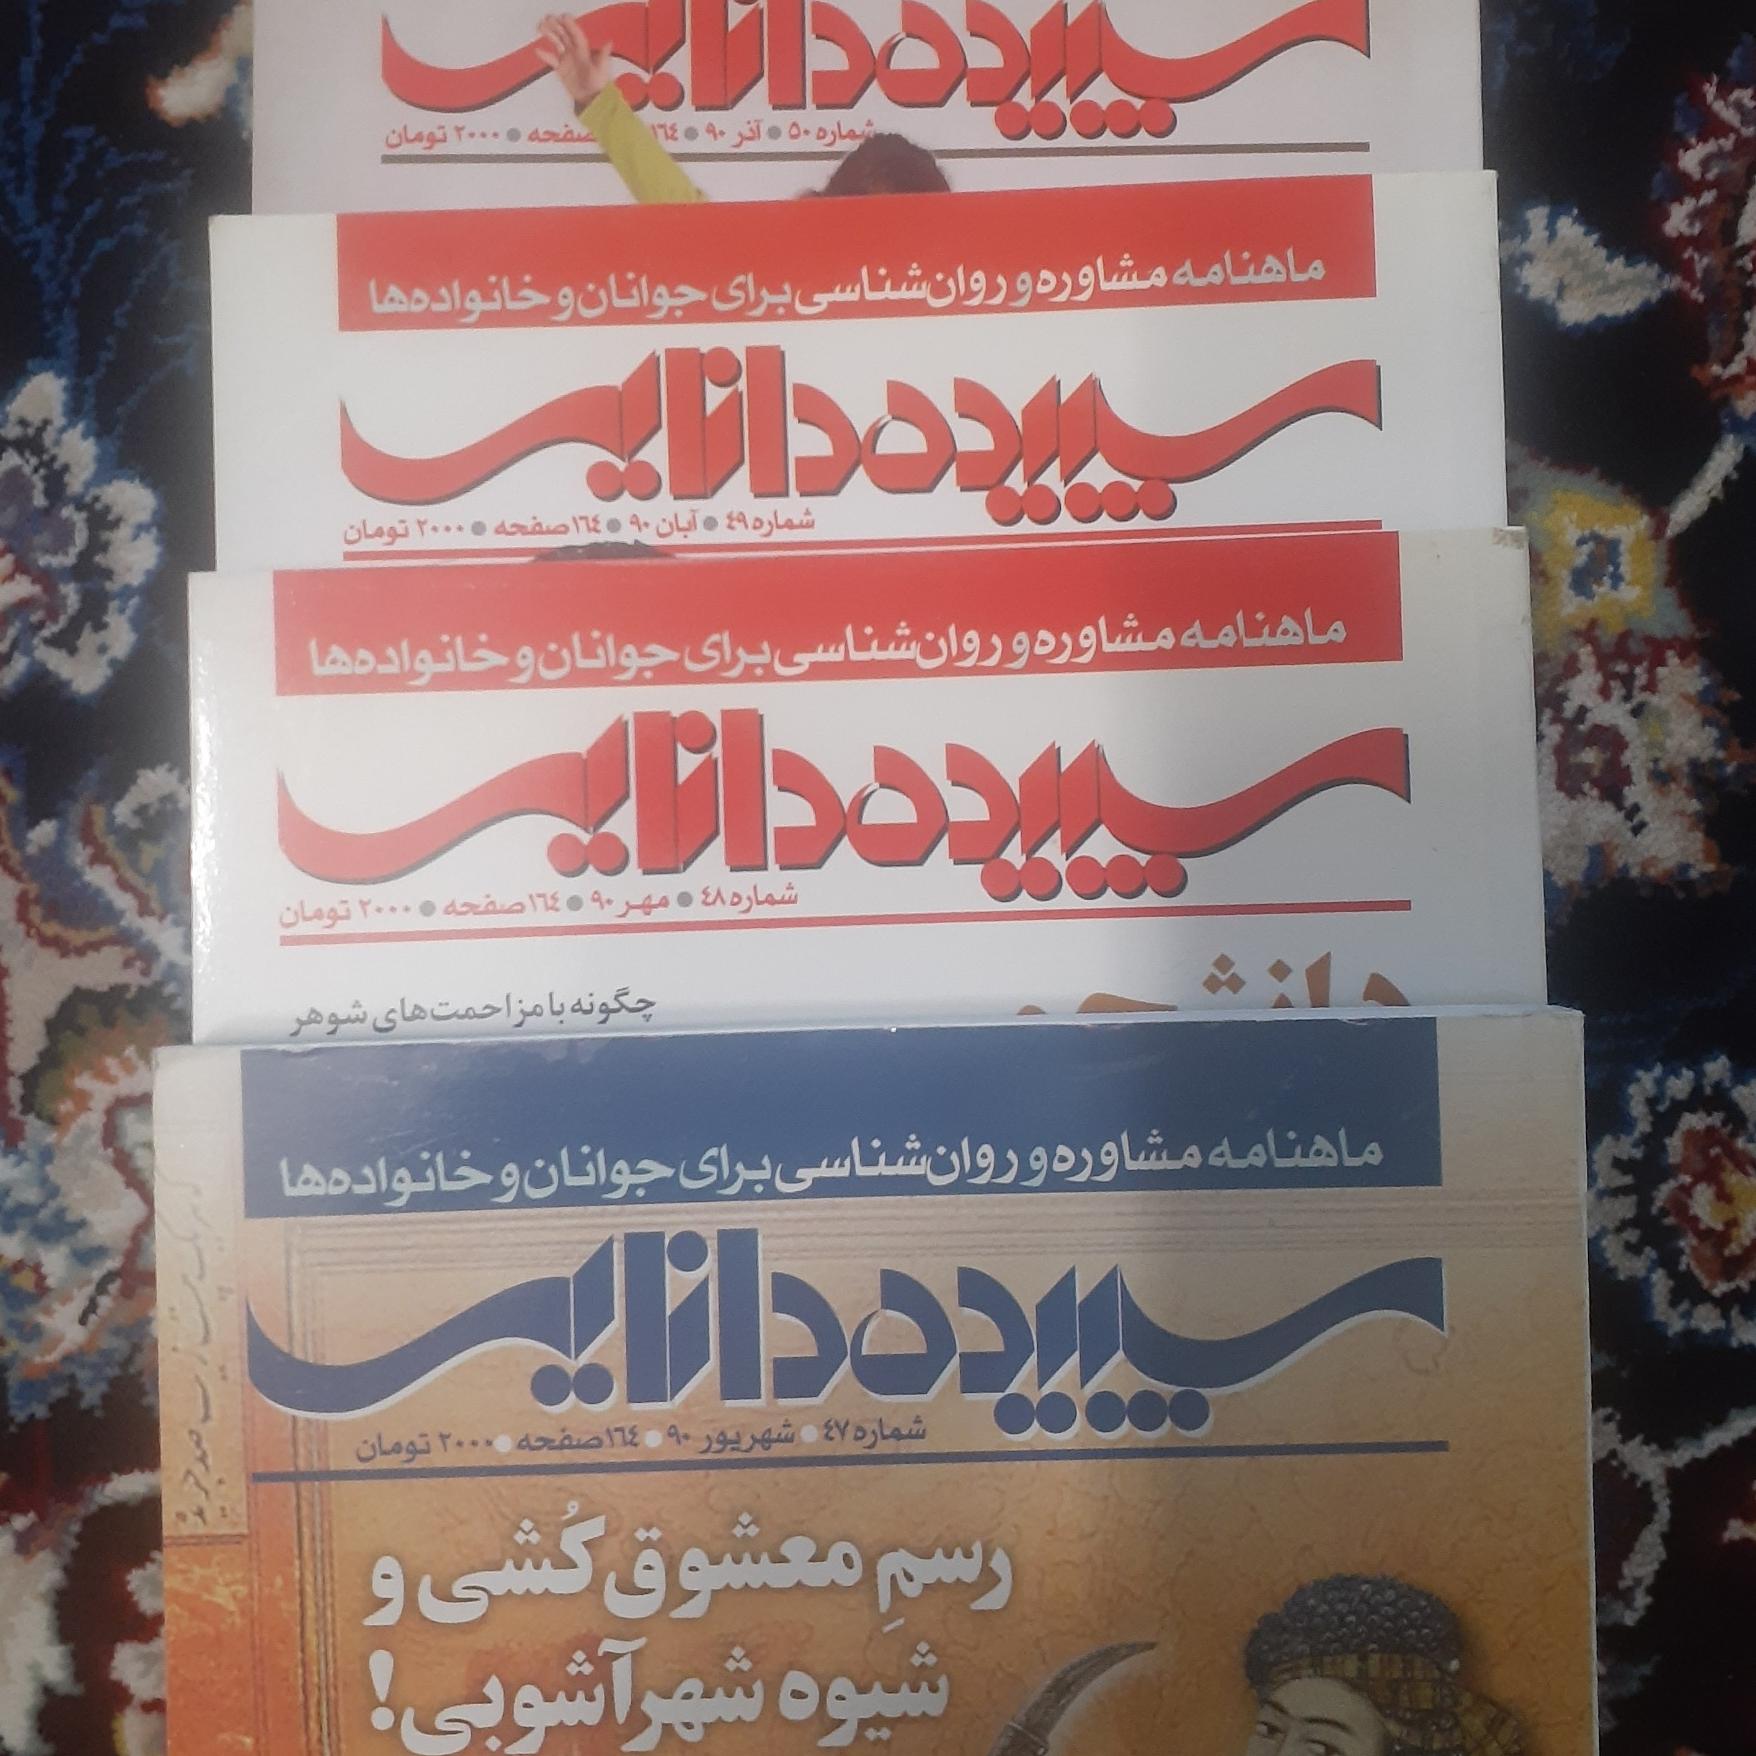 سپیده دانایی
شماره ۵۰ • آذر ۹۰ • ۱۶۴ صفحه • ۲۰۰۰ تومان
ماهنامه مشاوره و روان‌شناسی برای جوانان و خانواده‌ها
سپیده دانایی
شماره ۴۹ • آبان ۹۰ • ۱۶۴ صفحه • ۲۰۰۰ تومان
ماهنامه مشاوره و روان‌شناسی برای جوانان و خانواده‌ها
سپیده دانایی
شماره ۴۸ • مهر ۹۰ • ۱۶۴ صفحه • ۲۰۰۰ تومان
چگونه با مزاحمت‌های شوهر
ماهنامه مشاوره و روان‌شناسی برای جوانان و خانواده‌ها
سپیده دانایی
شماره ۴۷ • شهریور ۹۰ • ۱۶۴ صفحه • ۲۰۰۰ تومان
رسمِ معشوق کُشی و
شیوه شهرآشوبی!